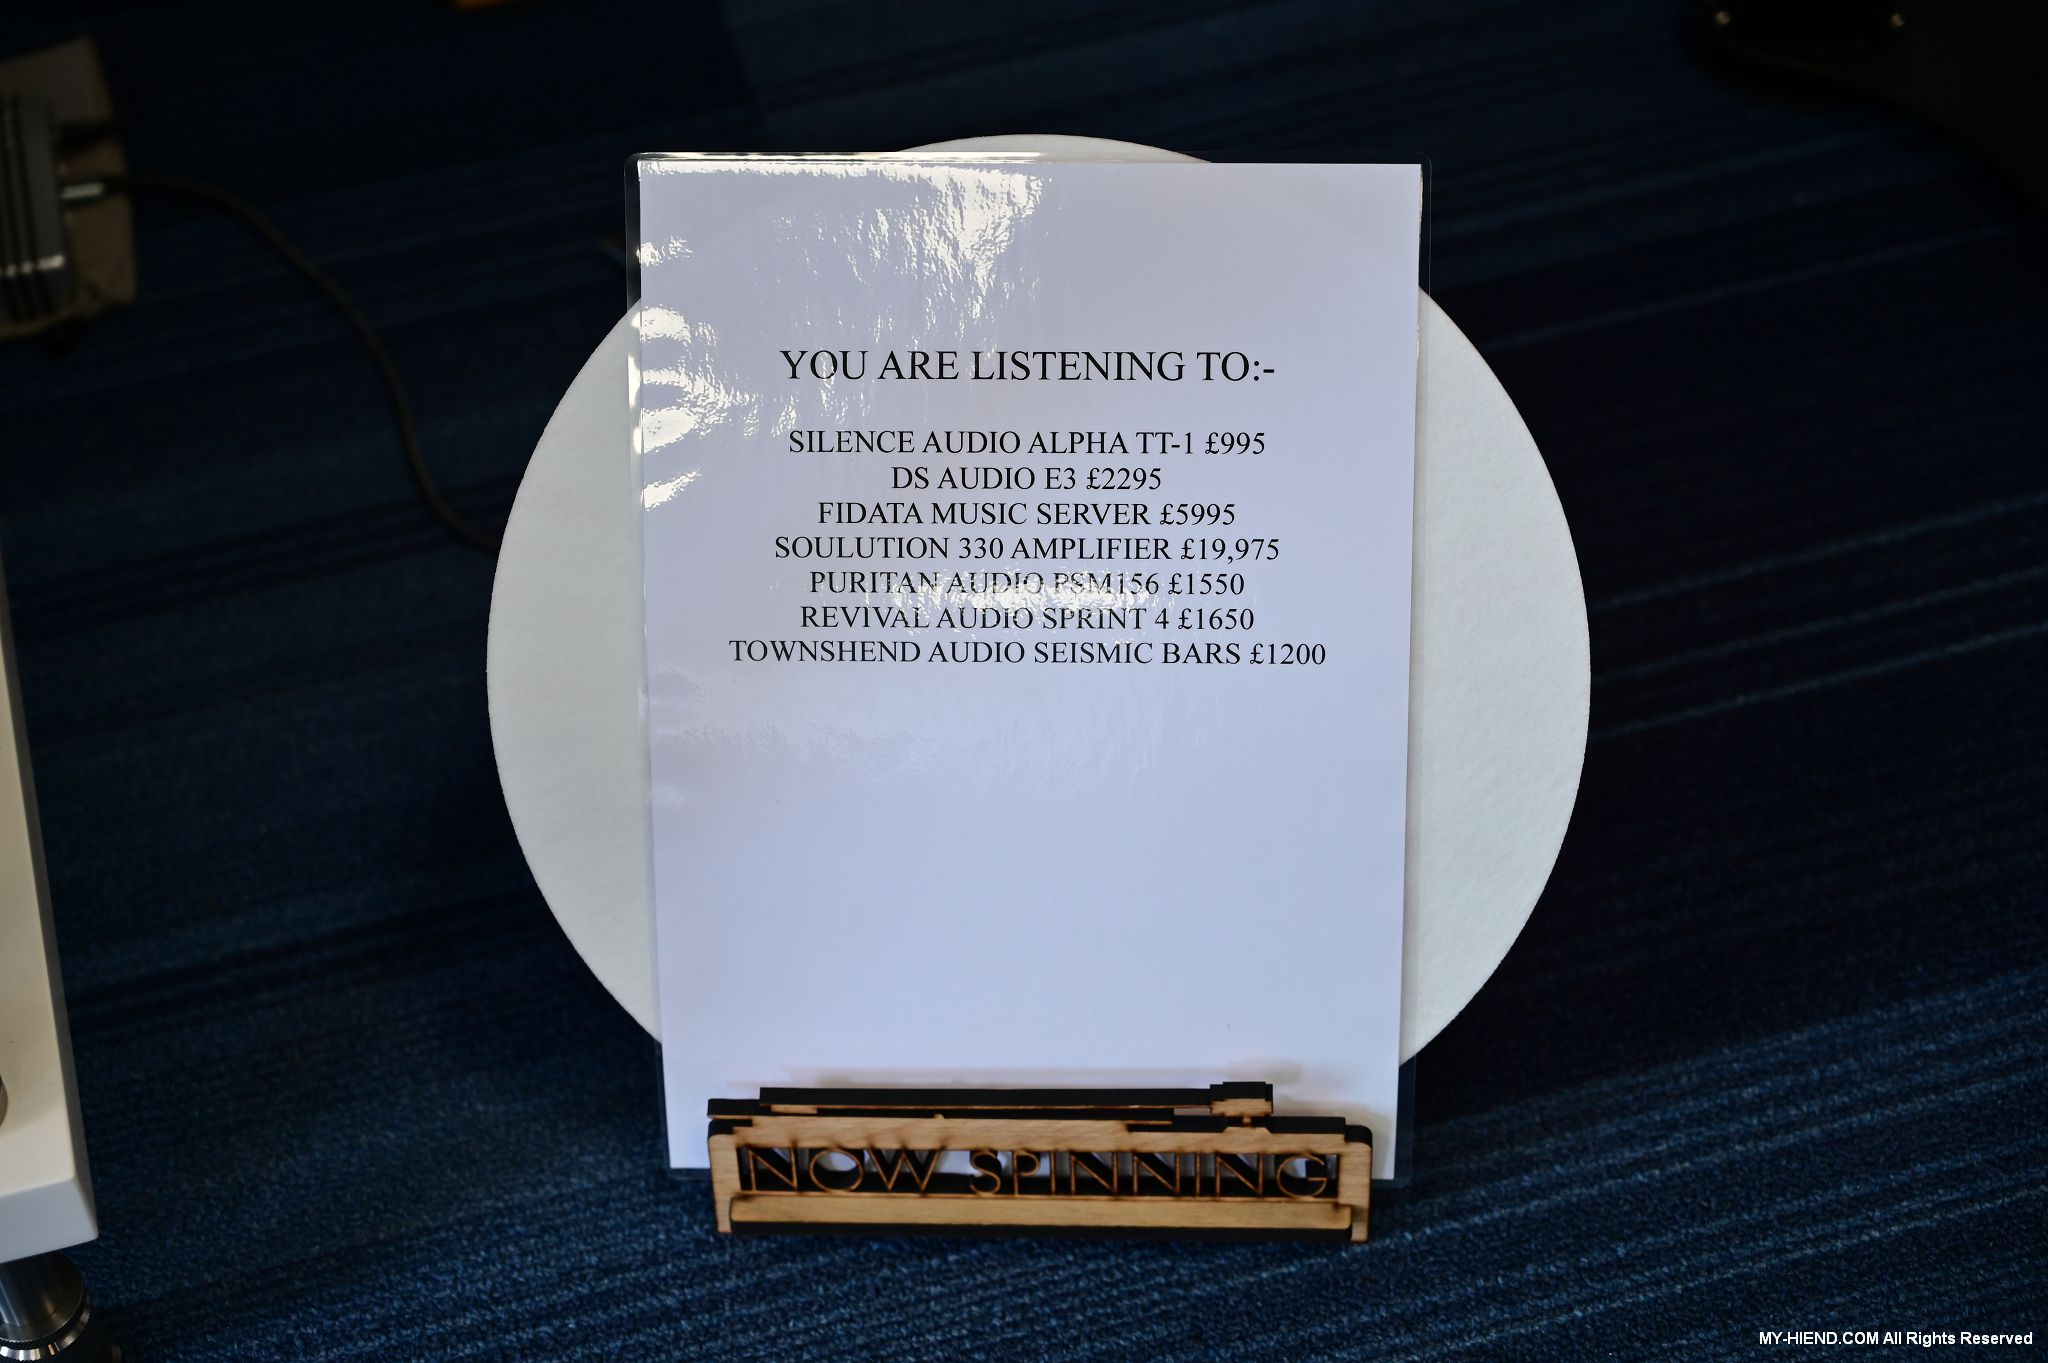 YOU ARE LISTENING TO:-
SILENCE AUDIO ALPHA TT-1 £995
DS AUDIO E3 £2295
FIDATA MUSIC SERVER £5995
SOULUTION 330 AMPLIFIER £19,975
PURITAN AUDIO PSM156 £1550
REVIVAL AUDIO SPRINT 4 £1650
TOWNSHEND AUDIO SEISMIC BARS £1200
NOW SPINNING
MY-HIEND.COM All Rights Reserved